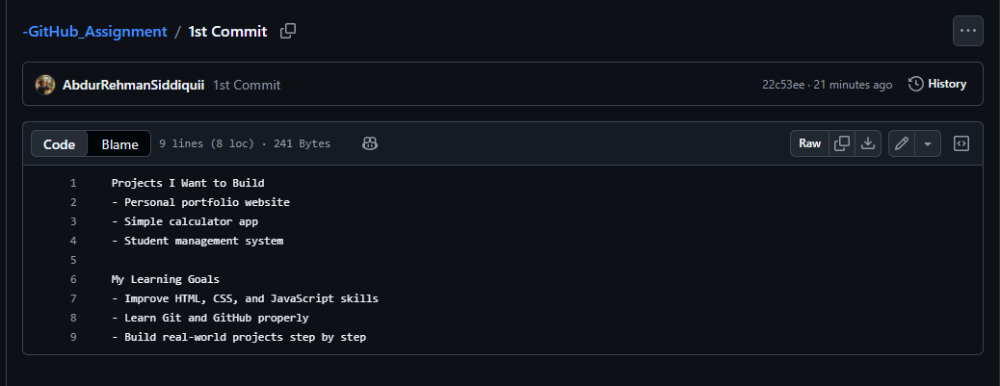 -GitHub_Assignment / 1st Commit
AbdurRehmanSiddiquii 1st Commit 22c53ee · 21 minutes ago History
Code Blame 9 lines (8 loc) · 241 Bytes Raw
1 Projects I Want to Build
2 - Personal portfolio website
3 - Simple calculator app
4 - Student management system
5
6 My Learning Goals
7 - Improve HTML, CSS, and JavaScript skills
8 - Learn Git and GitHub properly
9 - Build real-world projects step by step